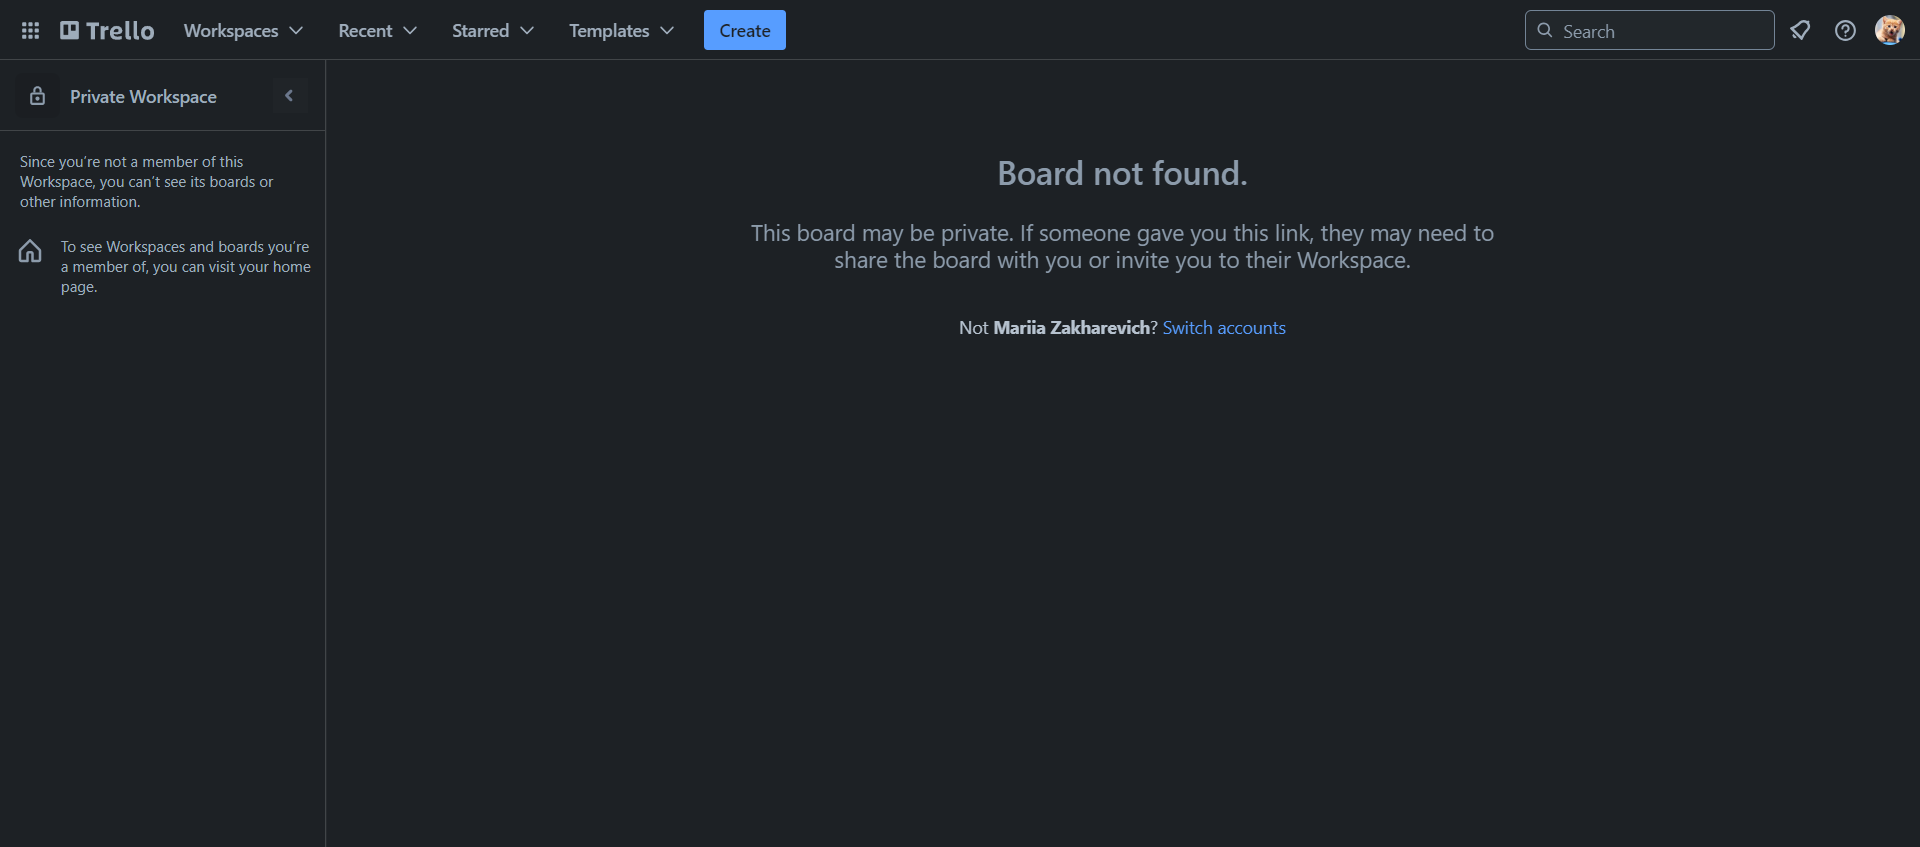 Trello
Workspaces
Recent
Starred
Templates
Create
Search
Private Workspace
Since you’re not a member of this
Workspace, you can’t see its boards or
other information.
To see Workspaces and boards you’re
a member of, you can visit your home
page.
Board not found.
This board may be private. If someone gave you this link, they may need to
share the board with you or invite you to their Workspace.
Not Mariia Zakharevich? Switch accounts